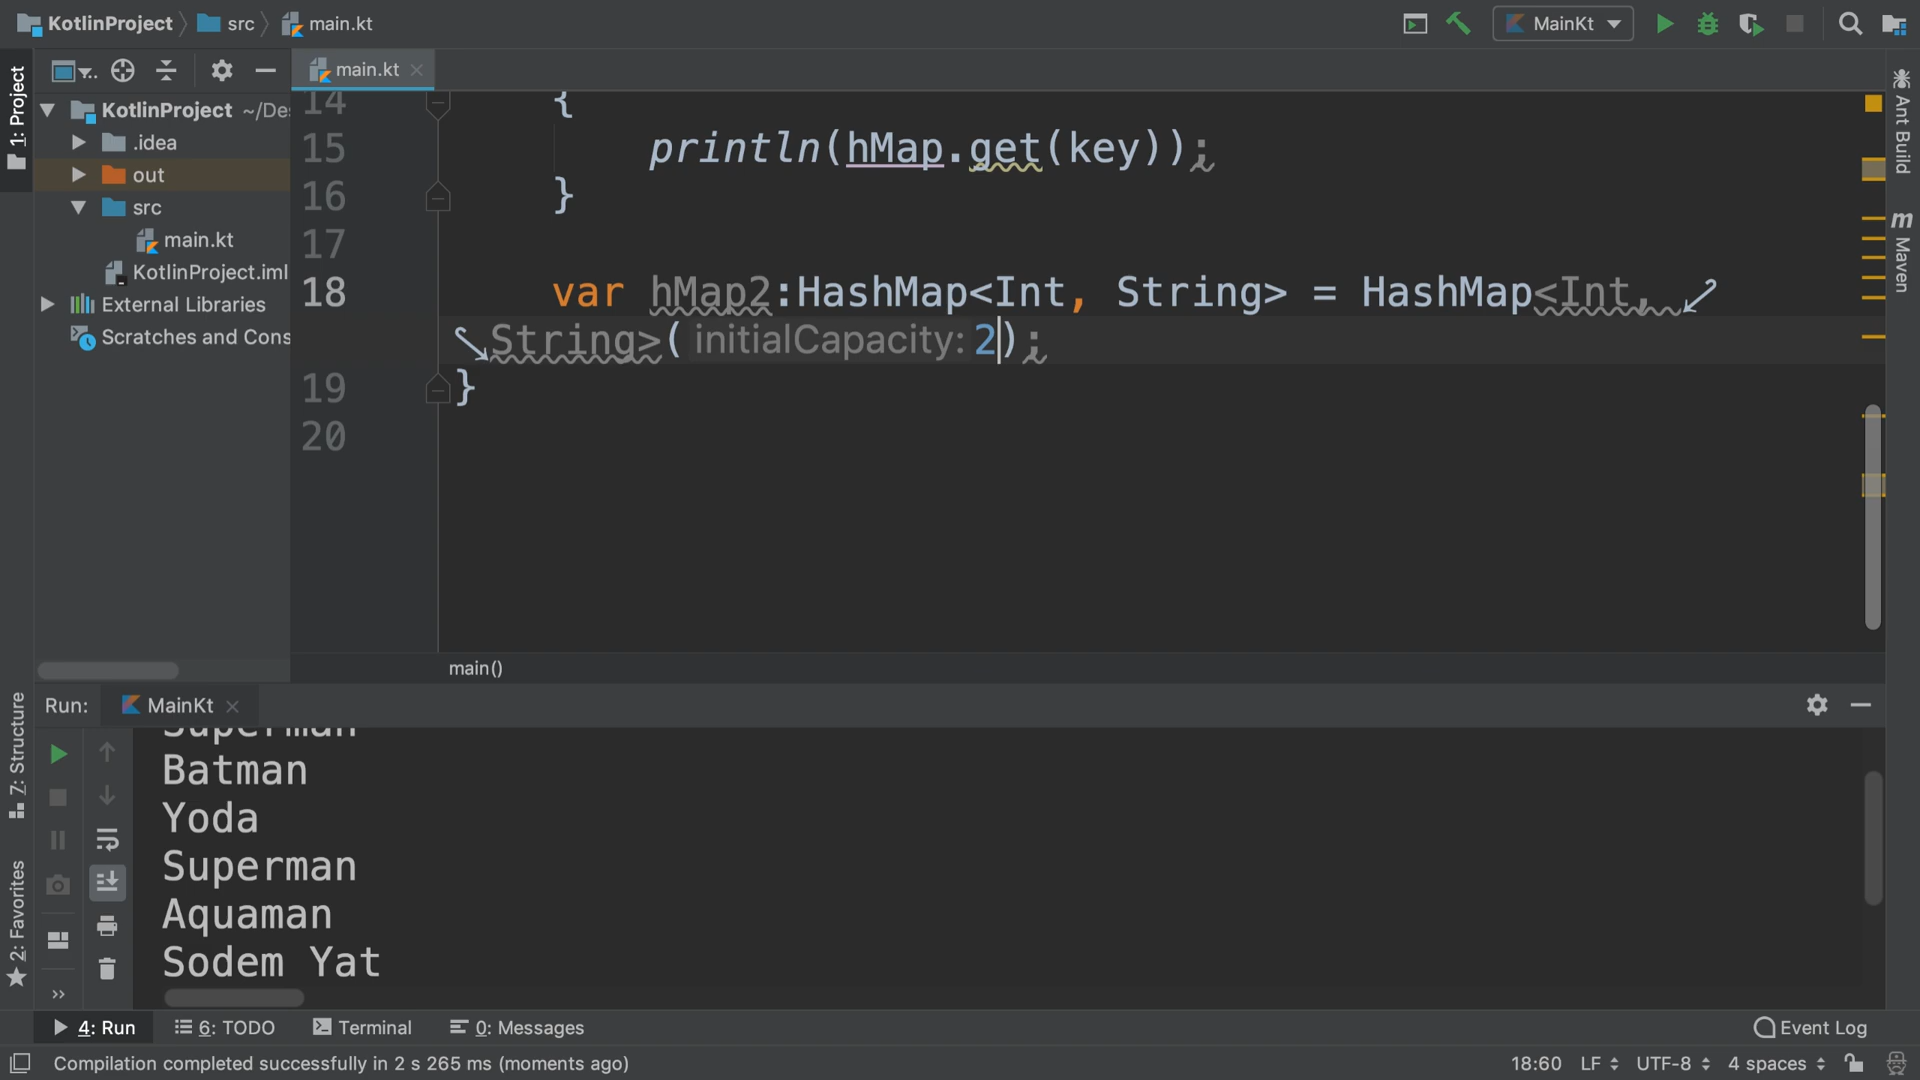 KotlinProject src main.kt MainKt
1: Project
main.kt
KotlinProject ~/De
.idea
out
src
main.kt
KotlinProject.iml
External Libraries
Scratches and Cons
14 {
15 println(hMap.get(key));
16 }
17
18 var hMap2:HashMap<Int, String> = HashMap<Int,
String>( initialCapacity: 2);
19 }
20
main()
Ant Build
m Maven
7: Structure
2: Favorites
Run: MainKt
Superman
Batman
Yoda
Superman
Aquaman
Sodem Yat
4: Run 6: TODO Terminal 0: Messages Event Log
Compilation completed successfully in 2 s 265 ms (moments ago) 18:60 LF UTF-8 4 spaces